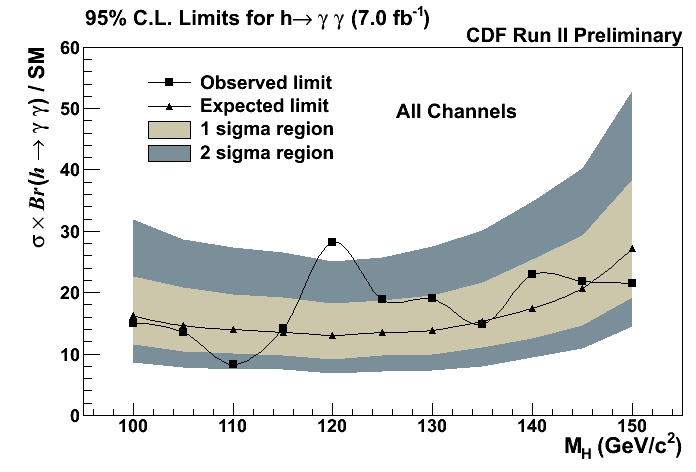 95% C.L. Limits for h→ γ γ (7.0 fb⁻¹)
CDF Run II Preliminary
σ × Br(h → γ γ) / SM
60
50
40
30
20
10
0
Observed limit
Expected limit
1 sigma region
2 sigma region
All Channels
100 110 120 130 140 150
M_H (GeV/c²)